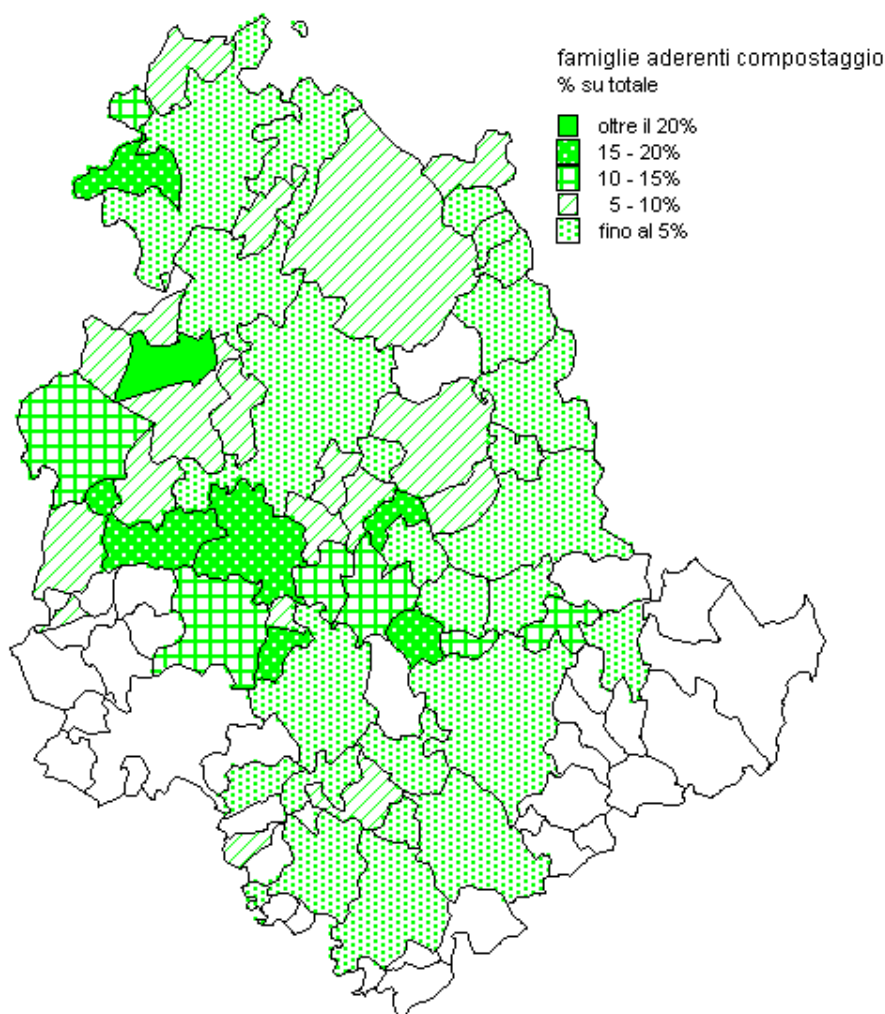 famiglie aderenti compostaggio
% su totale
oltre il 20%
15 - 20%
10 - 15%
5 - 10%
fino al 5%